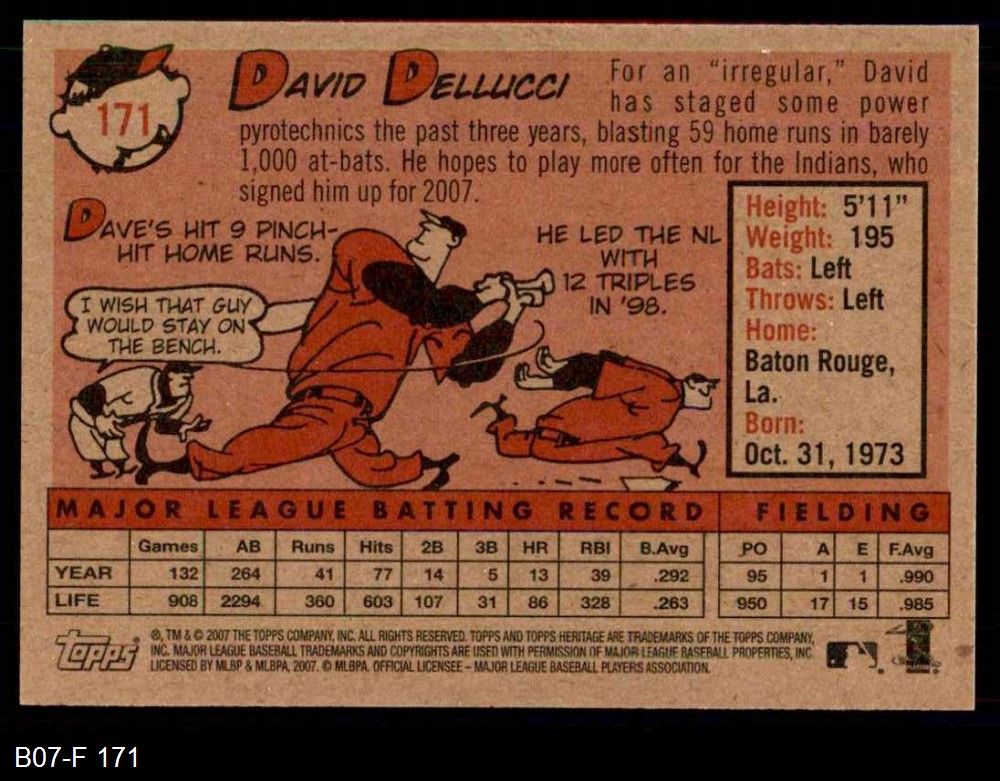 171
DAVID DELLUCCI
For an “irregular,” David
has staged some power
pyrotechnics the past three years, blasting 59 home runs in barely
1,000 at-bats. He hopes to play more often for the Indians, who
signed him up for 2007.
DAVE'S HIT 9 PINCH-
HIT HOME RUNS.
I WISH THAT GUY
WOULD STAY ON
THE BENCH.
HE LED THE NL
WITH
12 TRIPLES
IN '98.
Height: 5'11”
Weight: 195
Bats: Left
Throws: Left
Home:
Baton Rouge,
La.
Born:
Oct. 31, 1973
MAJOR LEAGUE BATTING RECORD FIELDING
Games AB Runs Hits 2B 3B HR RBI B.Avg PO A E F.Avg
YEAR 132 264 41 77 14 5 13 39 .292 95 1 1 .990
LIFE 908 2294 360 603 107 31 86 328 .263 950 17 15 .985
Topps
®, TM & © 2007 THE TOPPS COMPANY, INC. ALL RIGHTS RESERVED. TOPPS AND TOPPS HERITAGE ARE TRADEMARKS OF THE TOPPS COMPANY,
INC. MAJOR LEAGUE BASEBALL TRADEMARKS AND COPYRIGHTS ARE USED WITH PERMISSION OF MAJOR LEAGUE BASEBALL PROPERTIES, INC.
LICENSED BY MLBP & MLBPA, 2007. © MLBPA. OFFICIAL LICENSEE – MAJOR LEAGUE BASEBALL PLAYERS ASSOCIATION.
B07-F 171